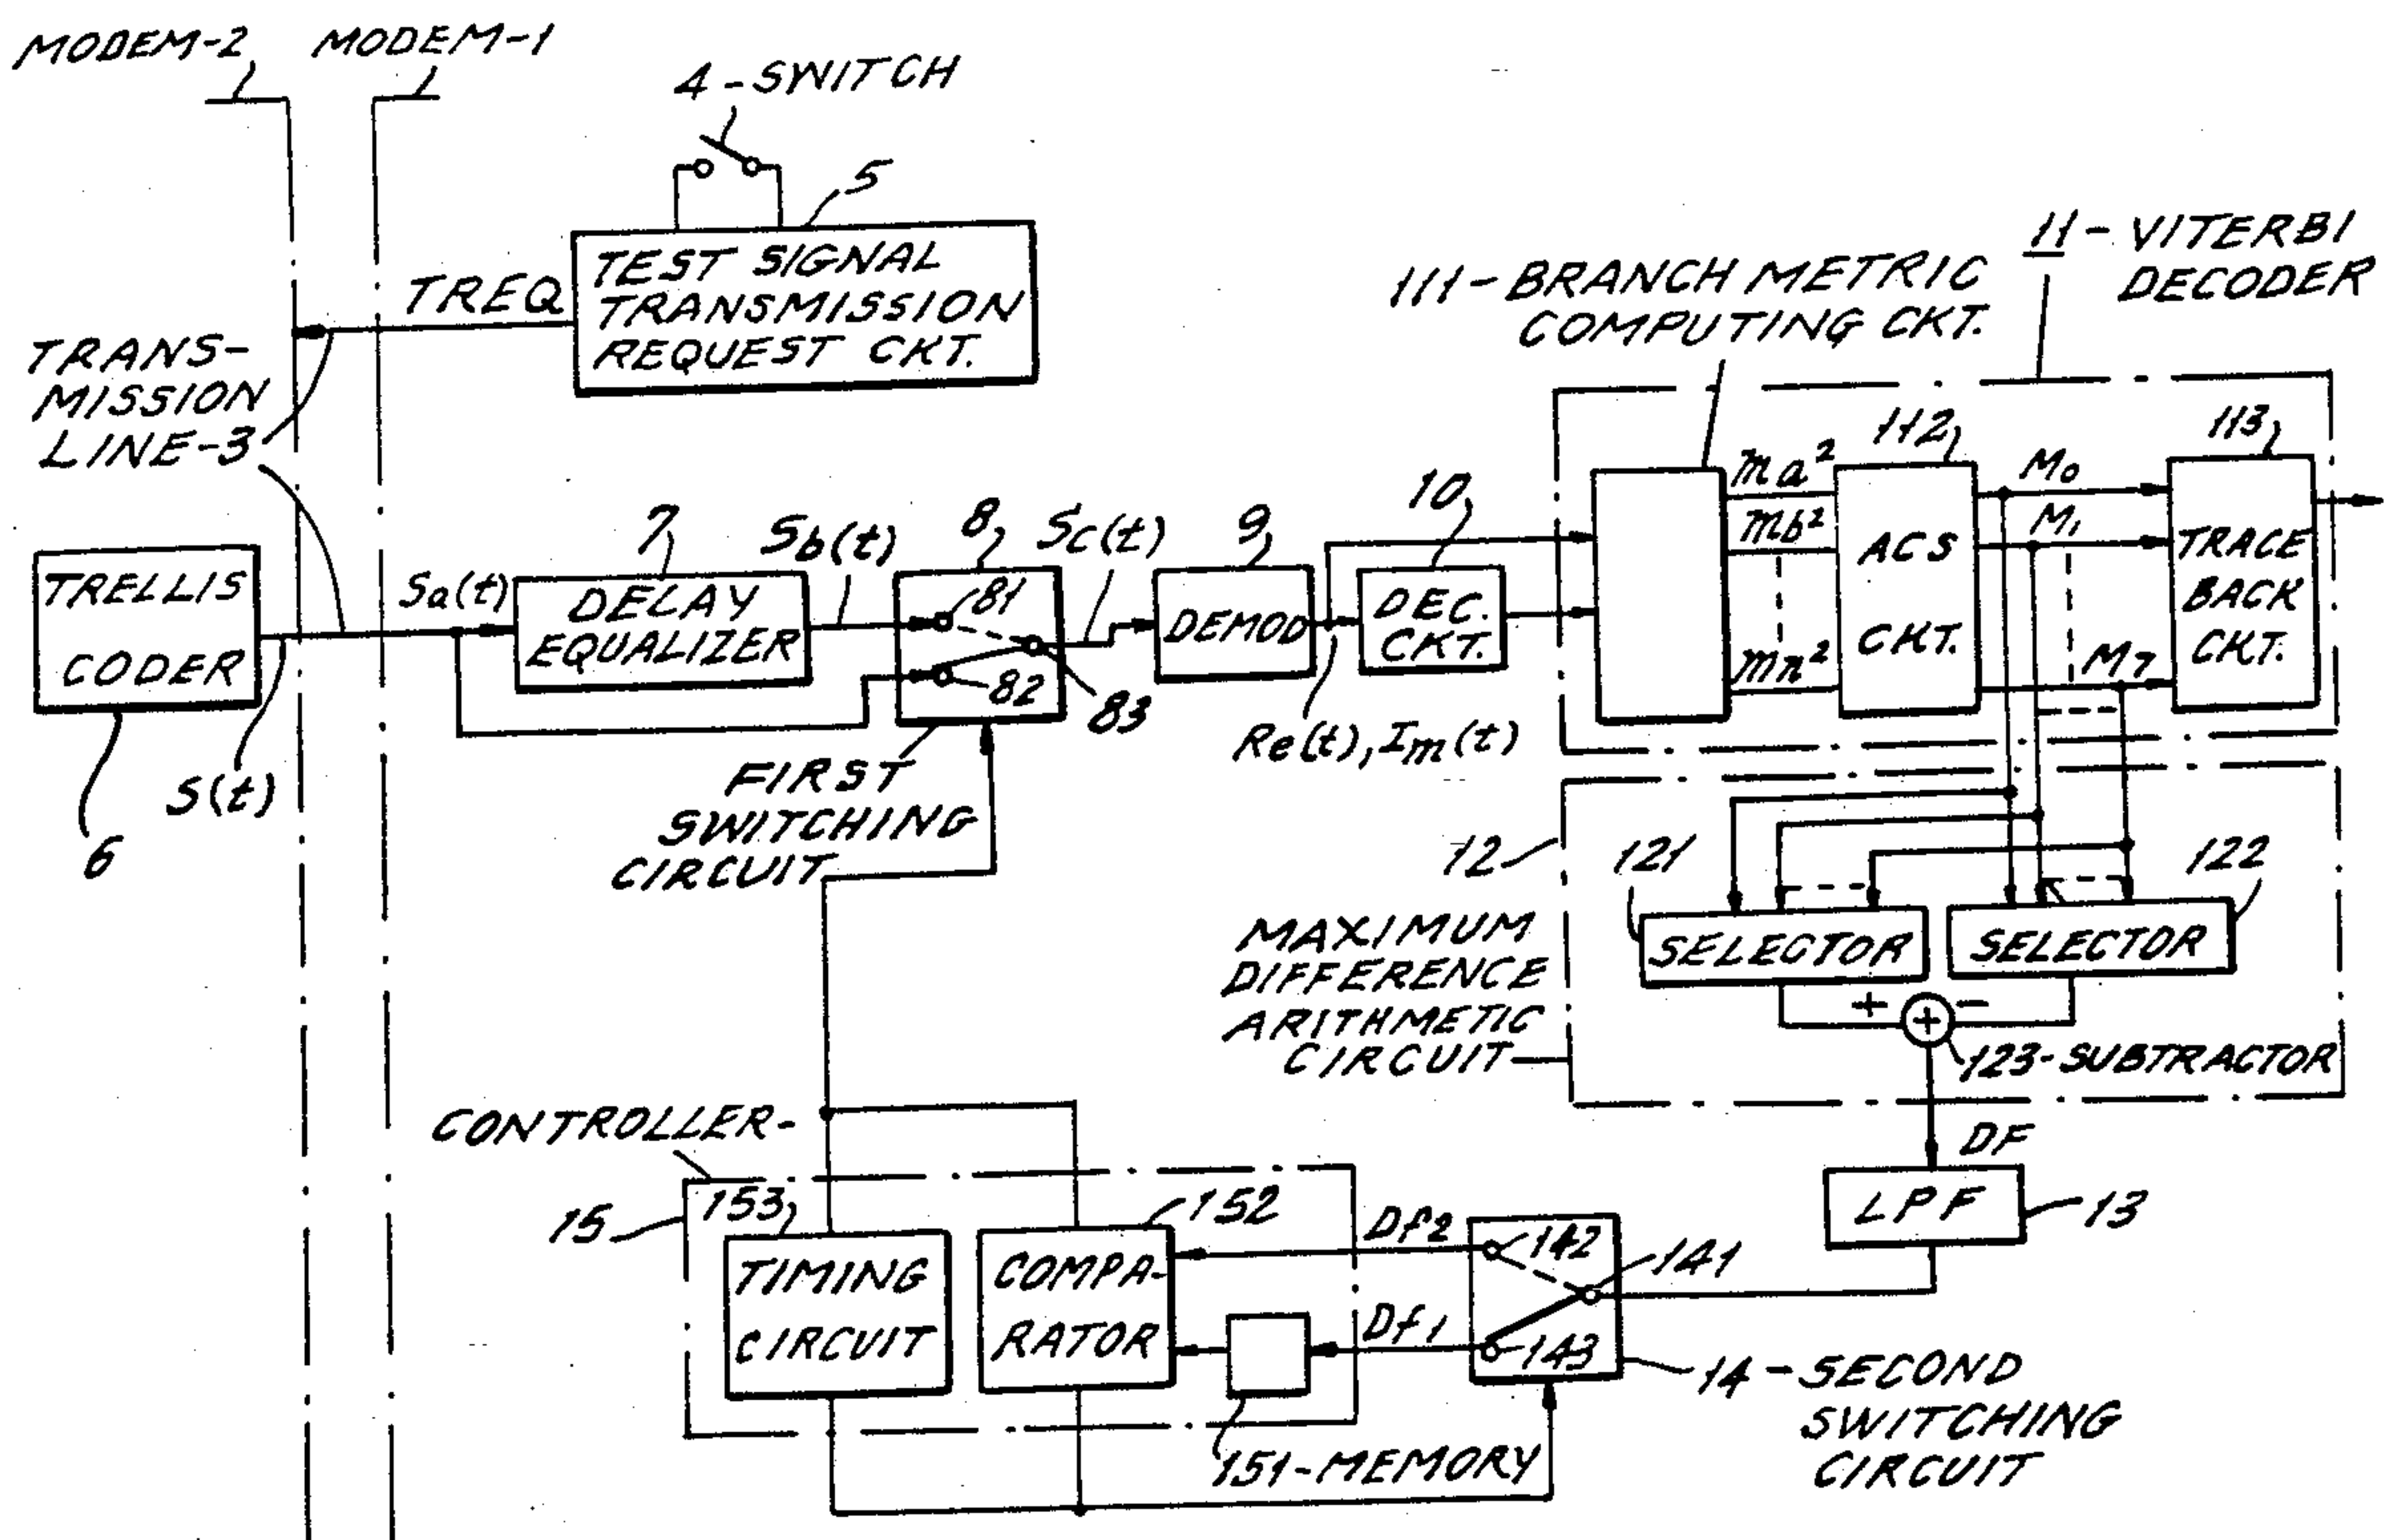 MODEM-2
MODEM-1
4-SWITCH
5
TEST SIGNAL
TRANSMISSION
REQUEST CKT.
TREQ
TRANS-
MISSION
LINE-3
11-VITERBI
DECODER
111-BRANCH METRIC
COMPUTING CKT.
TRELLIS
CODER
6
S(t)
Sa(t)
7
DELAY
EQUALIZER
Sb(t)
8
81
82
83
FIRST
SWITCHING
CIRCUIT
Sc(t)
9
DEMOD
10
DEC.
CKT.
Re(t), Im(t)
ma²
mb²
mn²
112
ACS
CKT.
M0
M1
M7
113
TRACE
BACK
CKT.
12
MAXIMUM
DIFFERENCE
ARITHMETIC
CIRCUIT
121
SELECTOR
122
SELECTOR
+
+
-
123-SUBTRACTOR
DF
LPF
13
CONTROLLER-
15
153
TIMING
CIRCUIT
152
COMPA-
RATOR
Df2
Df1
142
141
143
151-MEMORY
14-SECOND
SWITCHING
CIRCUIT